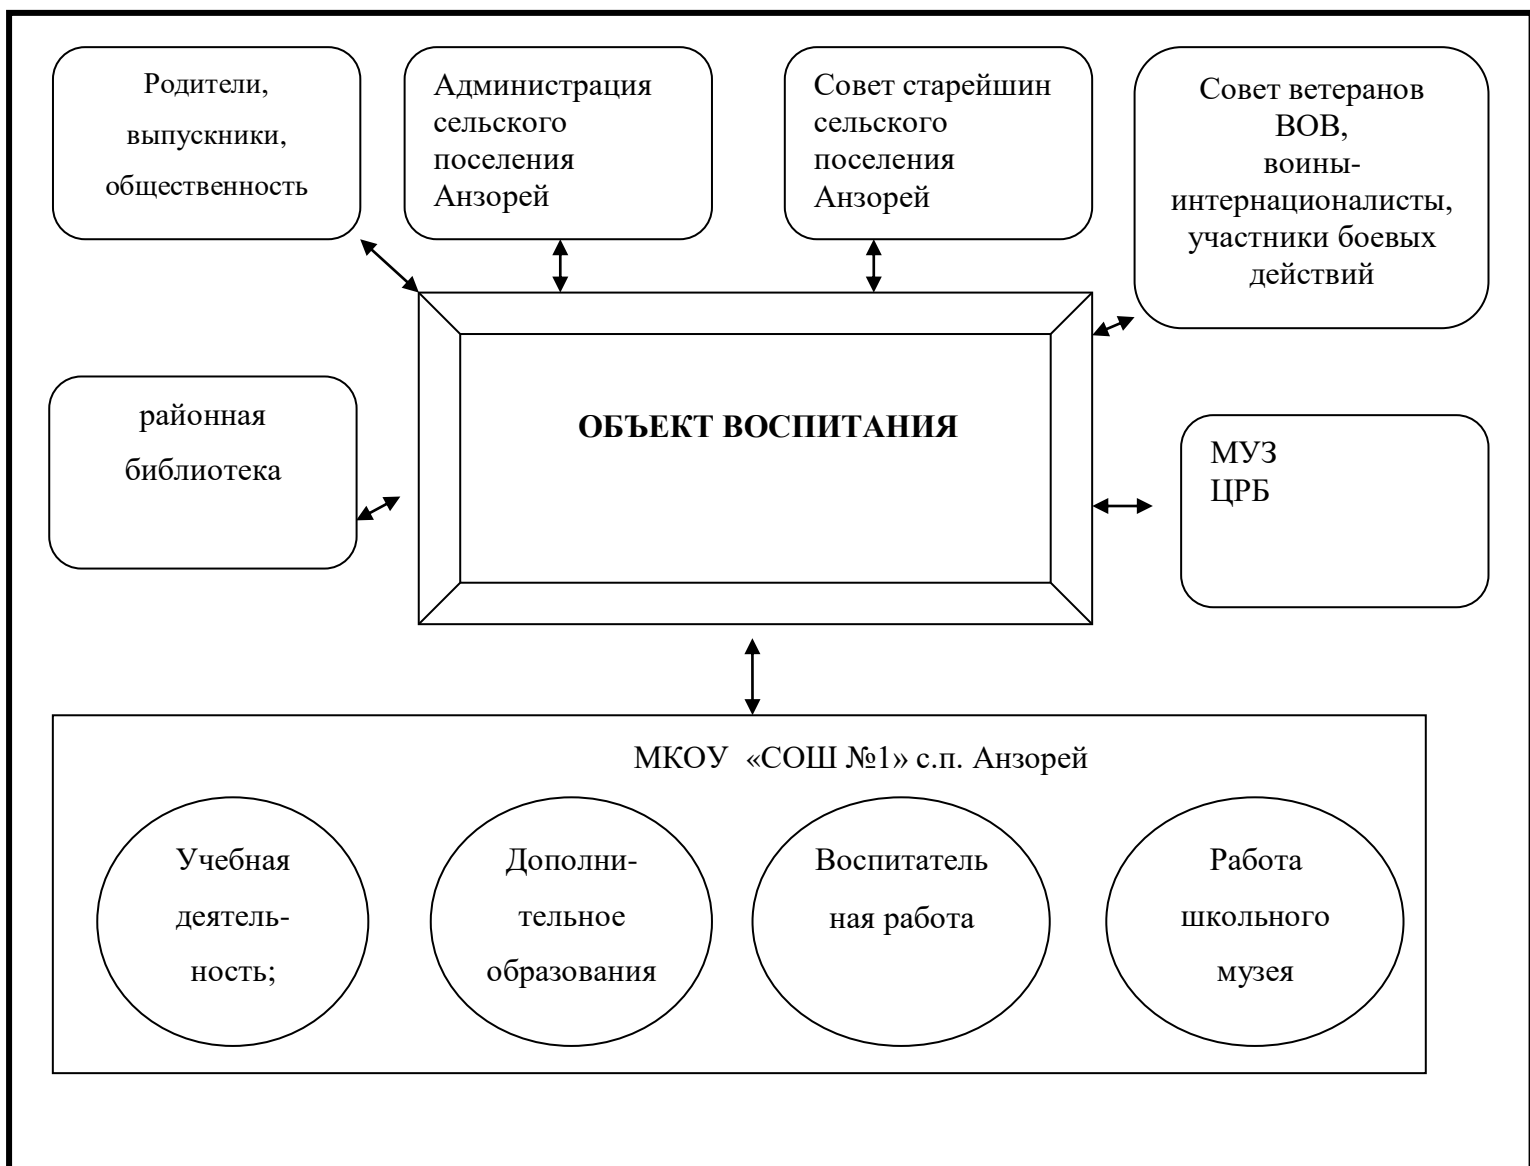 Родители,
выпускники,
общественность
Администрация
сельского
поселения
Анзорей
Совет старейшин
сельского
поселения
Анзорей
Совет ветеранов
ВОВ,
воины-
интернационалисты,
участники боевых
действий
районная
библиотека
ОБЪЕКТ ВОСПИТАНИЯ
МУЗ
ЦРБ
МКОУ «СОШ №1» с.п. Анзорей
Учебная
деятель-
ность;
Дополни-
тельное
образования
Воспитатель
ная работа
Работа
школьного
музея